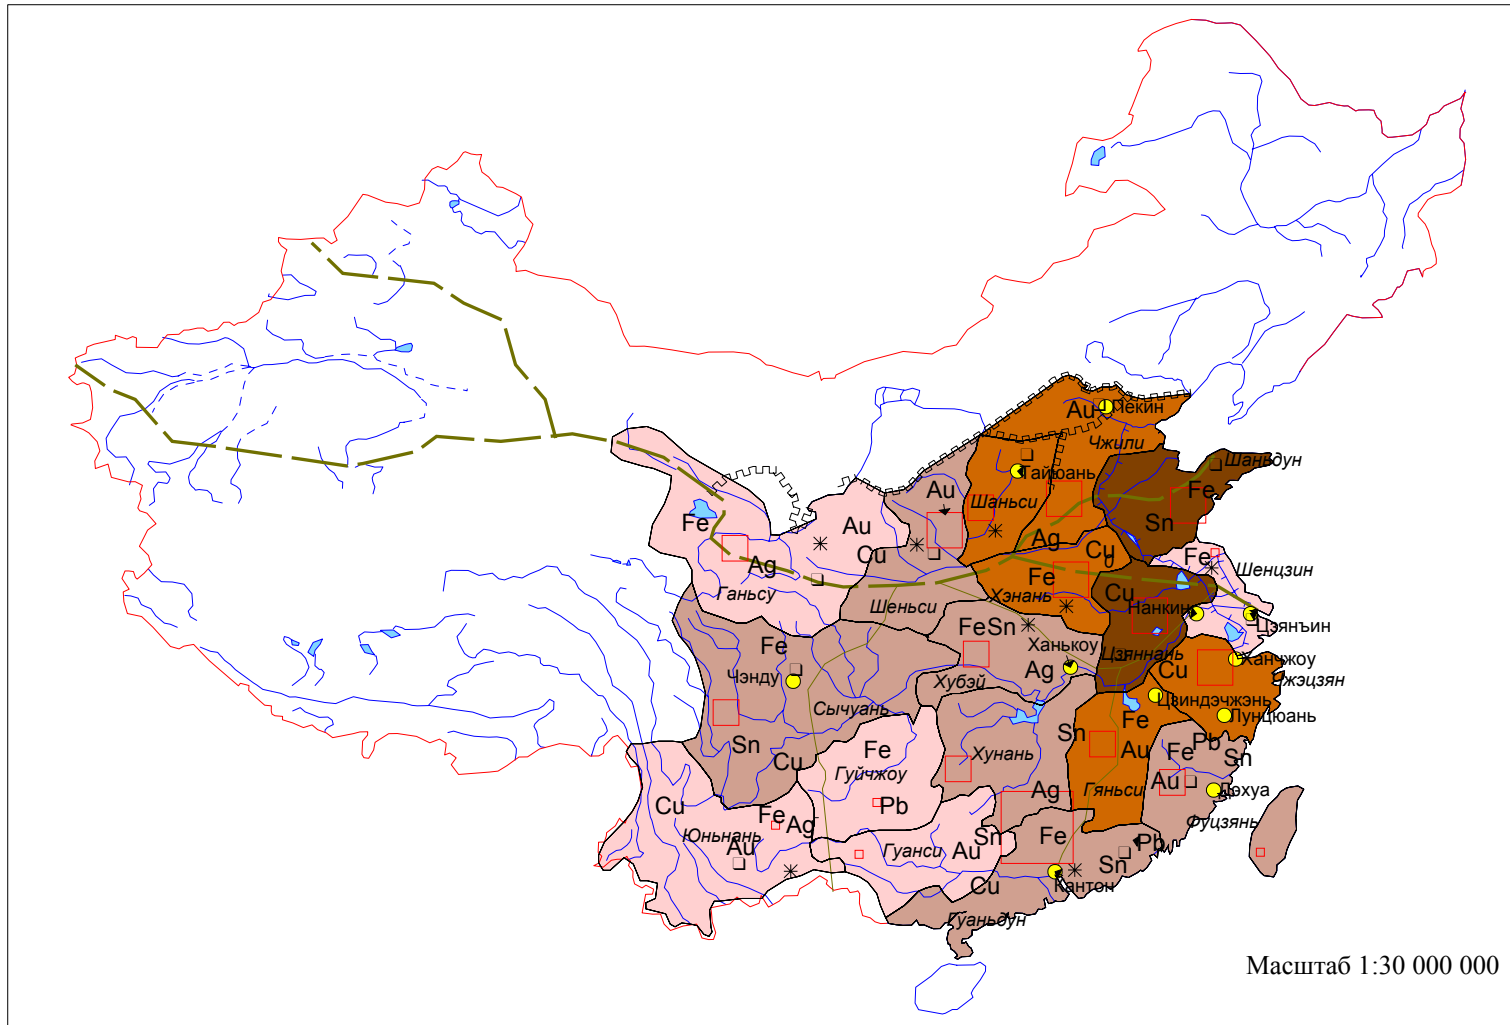 Au
Пекин
Чжили
Шаньдун
Тайюань
Au
Шаньси
Fe
Fe
Au
Sn
Ag
Cu
Cu
Ag
Fe
Fe
Шенцзин
Ганьсу
Шеньси
Хэнань
Cu
Нанкин
Цзянъин
FeSn
Ханькоу
Fe
Цзяннань
Ханчжоу
Чэнду
Хубэй
Ag
Cu
Чжэцзян
Сычуань
Цзиндэчжэнь
Лунцюань
Sn
Fe
Sn
Fe
Хунань
Au
Pb
Fe
Sn
Cu
Гуйчжоу
Au
Гяньси
Ag
Дэхуа
Cu
Pb
Fe
Ag
Фуцзянь
Юньнань
Sn
Fe
Pb
Au
Гуанси
Au
Sn
Cu
Кантон
Гуаньдун
Масштаб 1:30 000 000